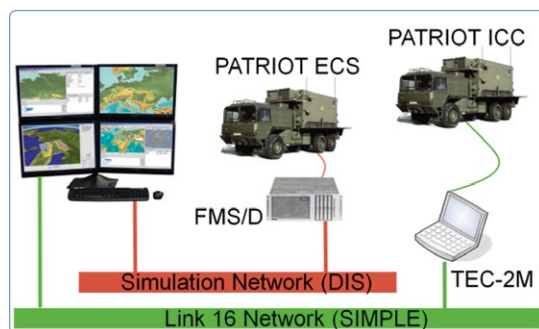 PATRIOT ICC
PATRIOT ECS
FMS/D
TEC-2M
Simulation Network (DIS)
Link 16 Network (SIMPLE)